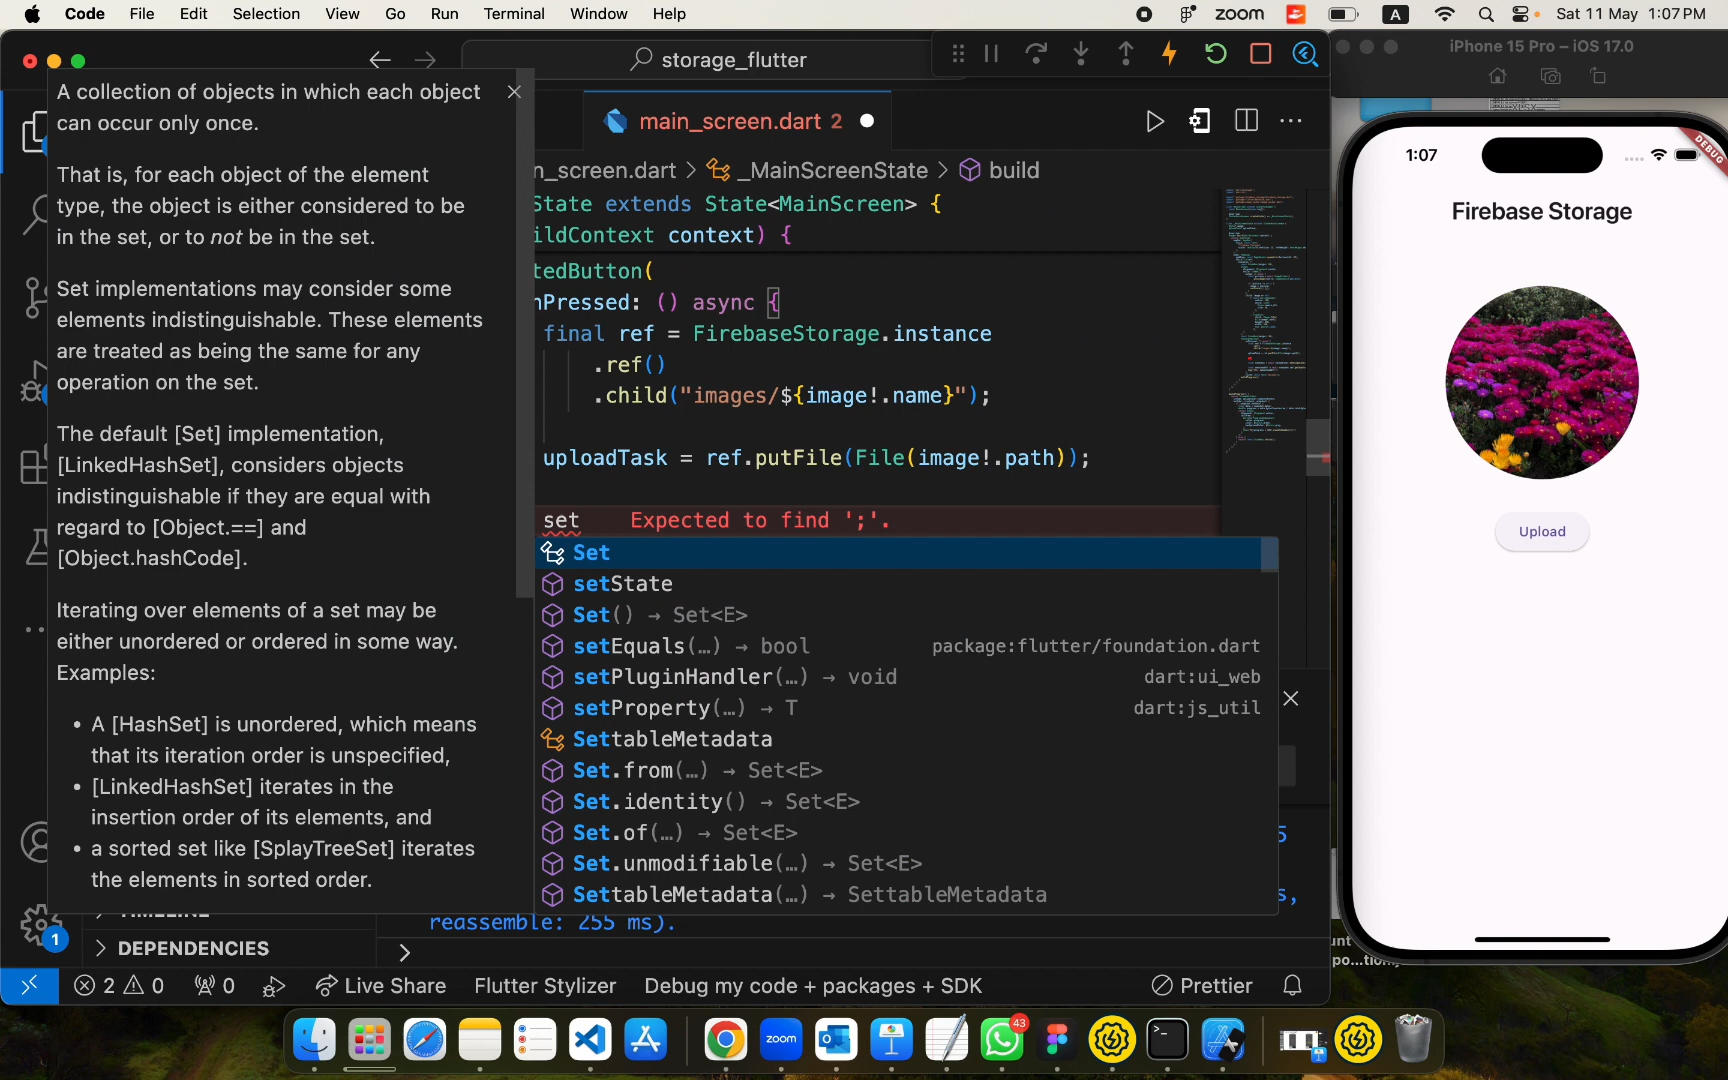 Code File Edit Selection View Go Run Terminal Window Help
zoom A Sat 11 May 1:07 PM
storage_flutter
iPhone 15 Pro – iOS 17.0
main_screen.dart 2
n_screen.dart > _MainScreenState > build
A collection of objects in which each object
can occur only once.
That is, for each object of the element
type, the object is either considered to be
in the set, or to not be in the set.
Set implementations may consider some
elements indistinguishable. These elements
are treated as being the same for any
operation on the set.
The default [Set] implementation,
[LinkedHashSet], considers objects
indistinguishable if they are equal with
regard to [Object.==] and
[Object.hashCode].
Iterating over elements of a set may be
either unordered or ordered in some way.
Examples:
• A [HashSet] is unordered, which means
that its iteration order is unspecified,
• [LinkedHashSet] iterates in the
insertion order of its elements, and
• a sorted set like [SplayTreeSet] iterates
the elements in sorted order.
State extends State<MainScreen> {
ildContext context) {
tedButton(
nPressed: () async {
final ref = FirebaseStorage.instance
.ref()
.child("images/${image!.name}");
uploadTask = ref.putFile(File(image!.path));
set Expected to find ';'.
Set
setState
Set() → Set<E>
setEquals(…) → bool package:flutter/foundation.dart
setPluginHandler(…) → void dart:ui_web
setProperty(…) → T dart:js_util
SettableMetadata
Set.from(…) → Set<E>
Set.identity() → Set<E>
Set.of(…) → Set<E>
Set.unmodifiable(…) → Set<E>
SettableMetadata(…) → SettableMetadata
5
s,
reassemble: 255 ms).
> DEPENDENCIES
>
1
2 0 0 Live Share Flutter Stylizer Debug my code + packages + SDK Prettier
1:07
DEBUG
Firebase Storage
Upload
zoom
43